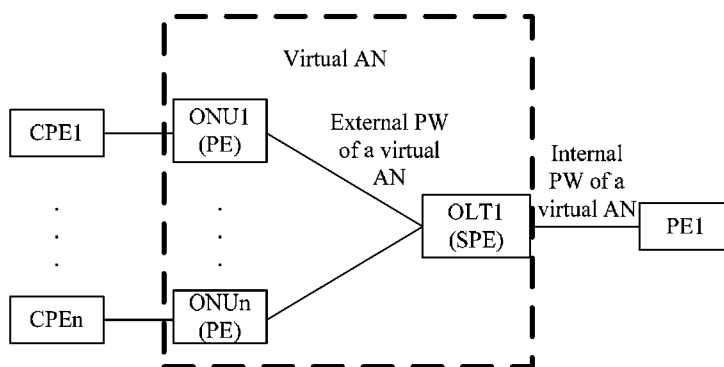 Virtual AN
CPE1
ONU1
(PE)
External PW
of a virtual
AN
Internal
PW of a
virtual AN
OLT1
(SPE)
PE1
CPEn
ONUn
(PE)